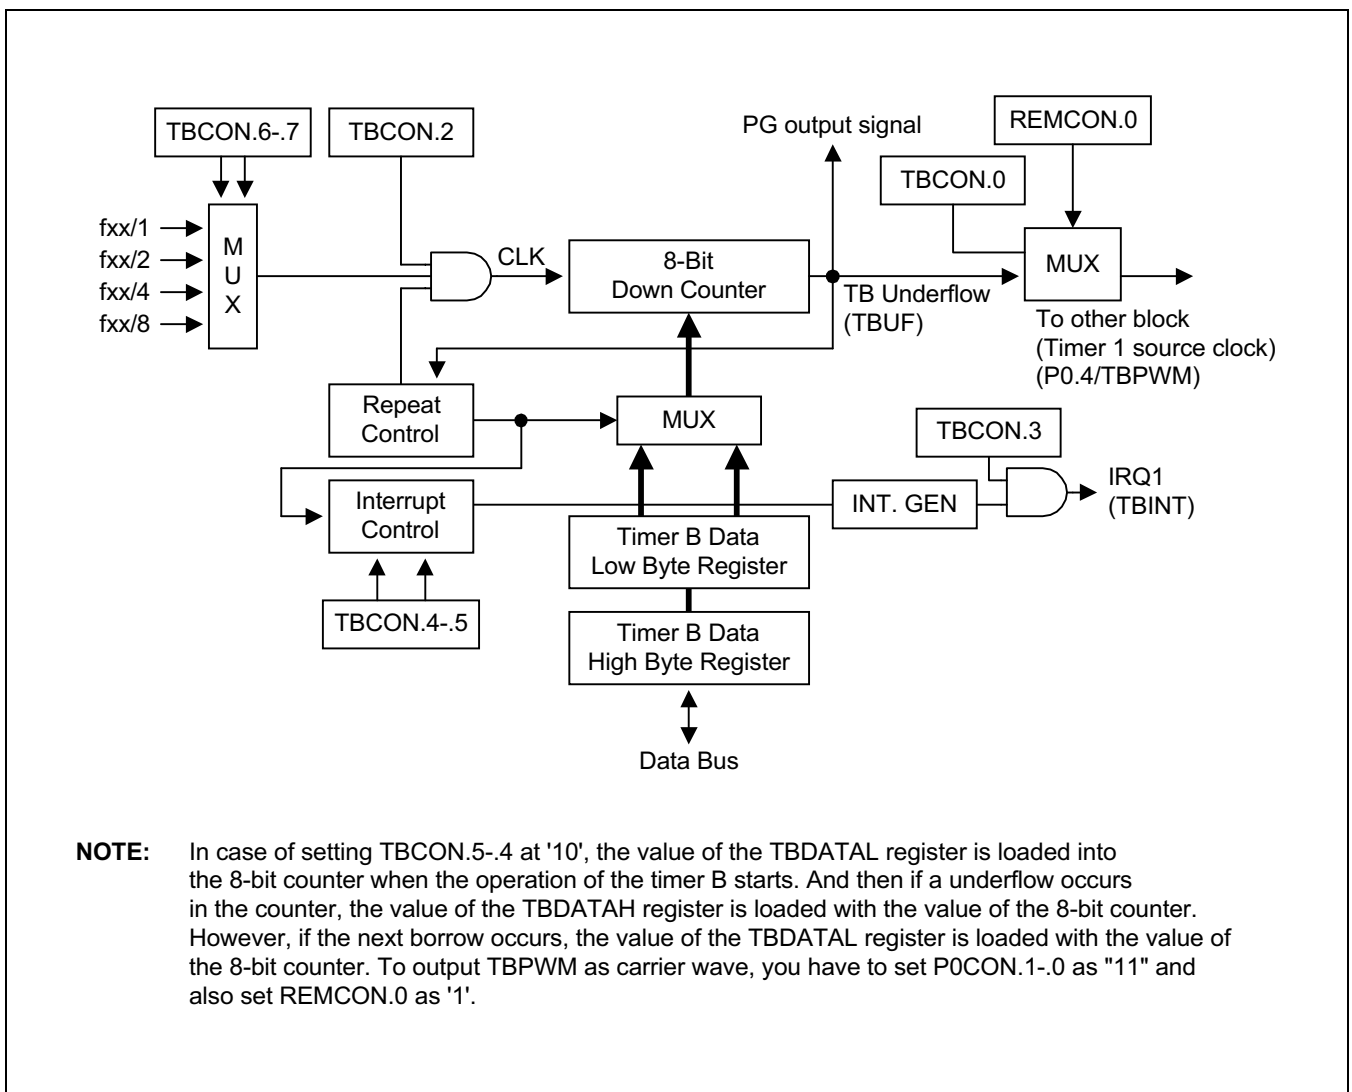 TBCON.6-.7
TBCON.2
PG output signal
REMCON.0
TBCON.0
fxx/1
fxx/2
fxx/4
fxx/8
M
U
X
CLK
8-Bit
Down Counter
TB Underflow
(TBUF)
MUX
To other block
(Timer 1 source clock)
(P0.4/TBPWM)
Repeat
Control
MUX
TBCON.3
Interrupt
Control
INT. GEN
IRQ1
(TBINT)
Timer B Data
Low Byte Register
TBCON.4-.5
Timer B Data
High Byte Register
Data Bus
NOTE: In case of setting TBCON.5-.4 at '10', the value of the TBDATAL register is loaded into
the 8-bit counter when the operation of the timer B starts. And then if a underflow occurs
in the counter, the value of the TBDATAH register is loaded with the value of the 8-bit counter.
However, if the next borrow occurs, the value of the TBDATAL register is loaded with the value of
the 8-bit counter. To output TBPWM as carrier wave, you have to set P0CON.1-.0 as "11" and
also set REMCON.0 as '1'.